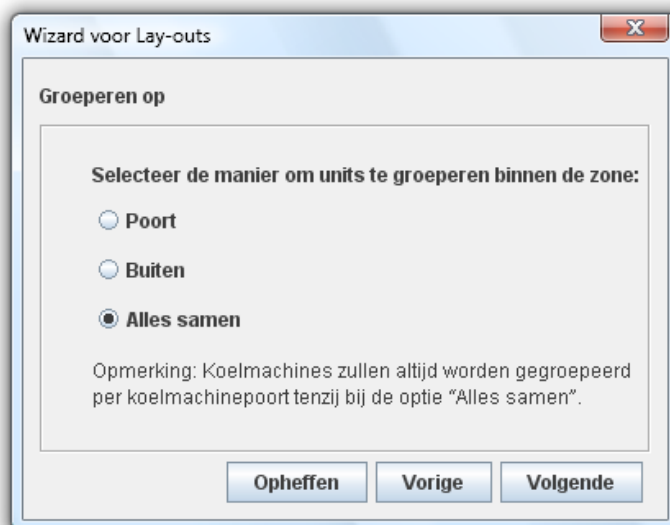 Wizard voor Lay-outs
Groeperen op
Selecteer de manier om units te groeperen binnen de zone:
Poort
Buiten
Alles samen
Opmerking: Koelmachines zullen altijd worden gegroepeerd
per koelmachinepoort tenzij bij de optie “Alles samen”.
Opheffen Vorige Volgende